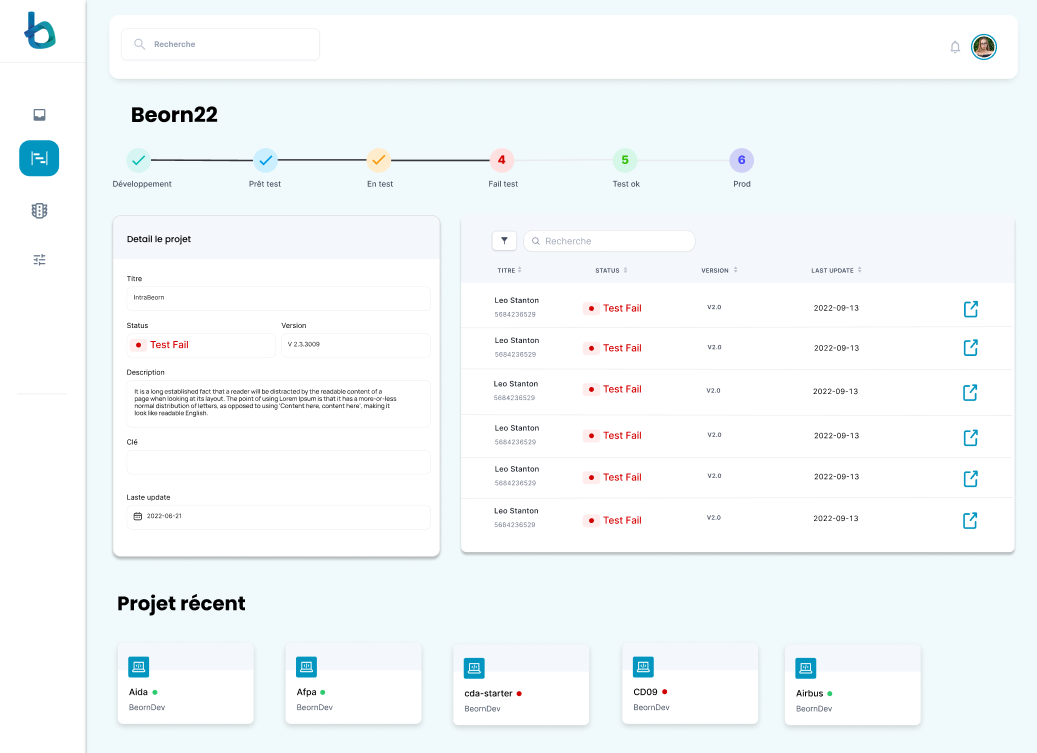 Recherche
Beorn22
4
5
6
Développement
Prêt test
En test
Fail test
Test ok
Prod
Detail le projet
Titre
IntraBeorn
Status
Version
Test Fail
V 2.3.3009
Description
It is a long established fact that a reader will be distracted by the readable content of a
page when looking at its layout. The point of using Lorem Ipsum is that it has a more-or-less
normal distribution of letters, as opposed to using 'Content here, content here', making it
look like readable English.
Clé
Laste update
2022-06-21
Recherche
TITRE STATUS VERSION LAST UPDATE
Leo Stanton
5684236529
Test Fail
V2.0
2022-09-13
Leo Stanton
5684236529
Test Fail
V2.0
2022-09-13
Leo Stanton
5684236529
Test Fail
V2.0
2022-09-13
Leo Stanton
5684236529
Test Fail
V2.0
2022-09-13
Leo Stanton
5684236529
Test Fail
V2.0
2022-09-13
Leo Stanton
5684236529
Test Fail
V2.0
2022-09-13
Projet récent
Aida
BeornDev
Afpa
BeornDev
cda-starter
BeornDev
CD09
BeornDev
Airbus
BeornDev